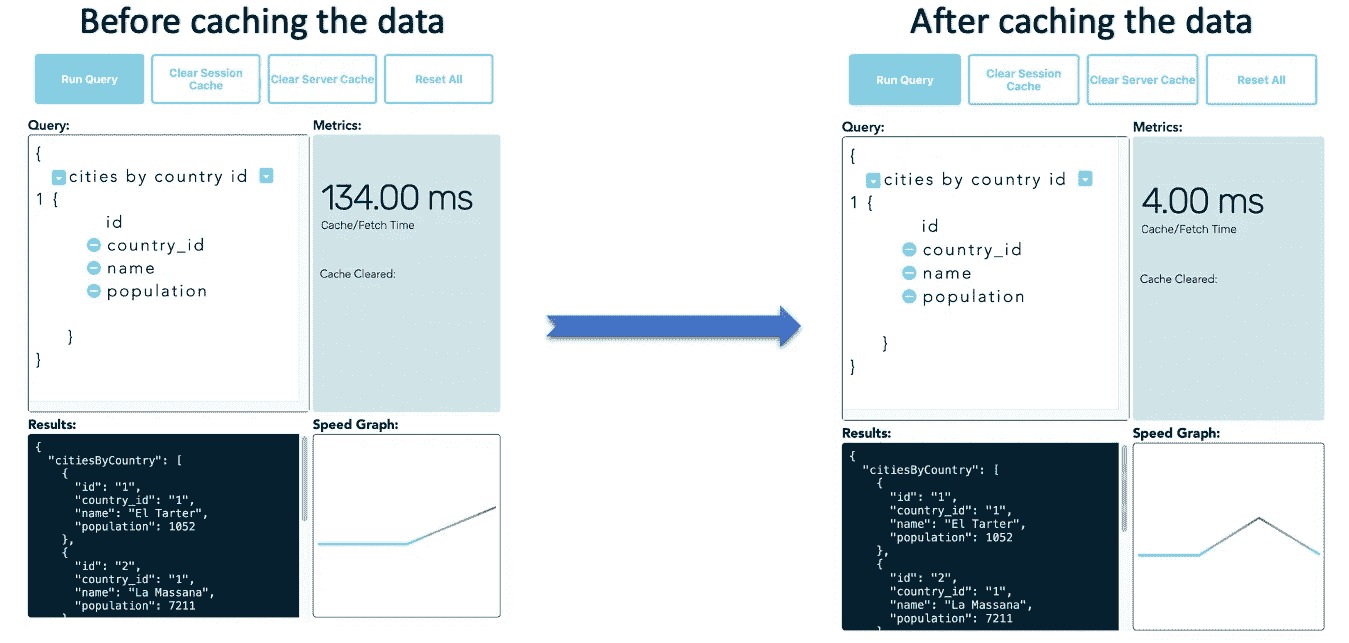 Before caching the data
Run Query
Clear Session
Cache
Clear Server Cache
Reset All
Query:
{
cities by country id
1 {
id
country_id
name
population
}
}
Metrics:
134.00 ms
Cache/Fetch Time
Cache Cleared:
Results:
{
"citiesByCountry": [
{
"id": "1",
"country_id": "1",
"name": "El Tarter",
"population": 1052
},
{
"id": "2",
"country_id": "1",
"name": "La Massana",
"population": 7211
Speed Graph:
After caching the data
Run Query
Clear Session
Cache
Clear Server Cache
Reset All
Query:
{
cities by country id
1 {
id
country_id
name
population
}
}
Metrics:
4.00 ms
Cache/Fetch Time
Cache Cleared:
Results:
{
"citiesByCountry": [
{
"id": "1",
"country_id": "1",
"name": "El Tarter",
"population": 1052
},
{
"id": "2",
"country_id": "1",
"name": "La Massana",
"population": 7211
Speed Graph: